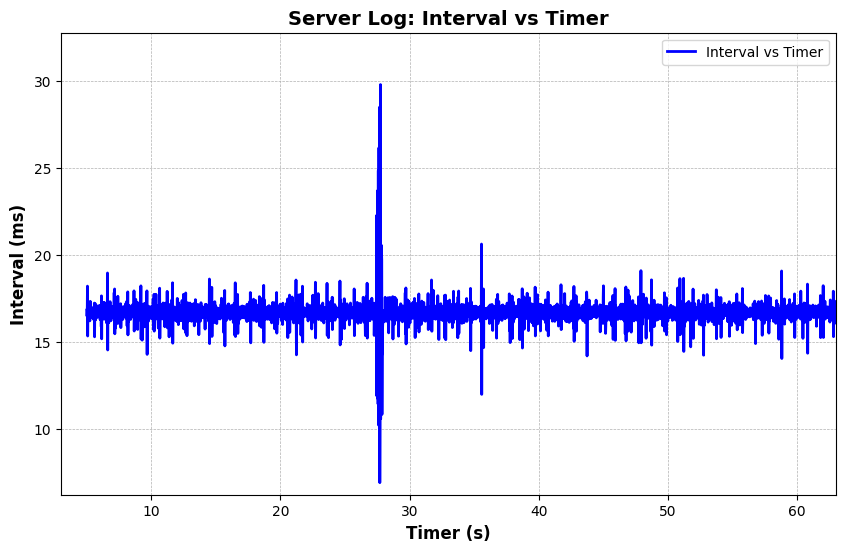 Server Log: Interval vs Timer
Interval vs Timer
30
25
20
15
10
Interval (ms)
10 20 30 40 50 60
Timer (s)